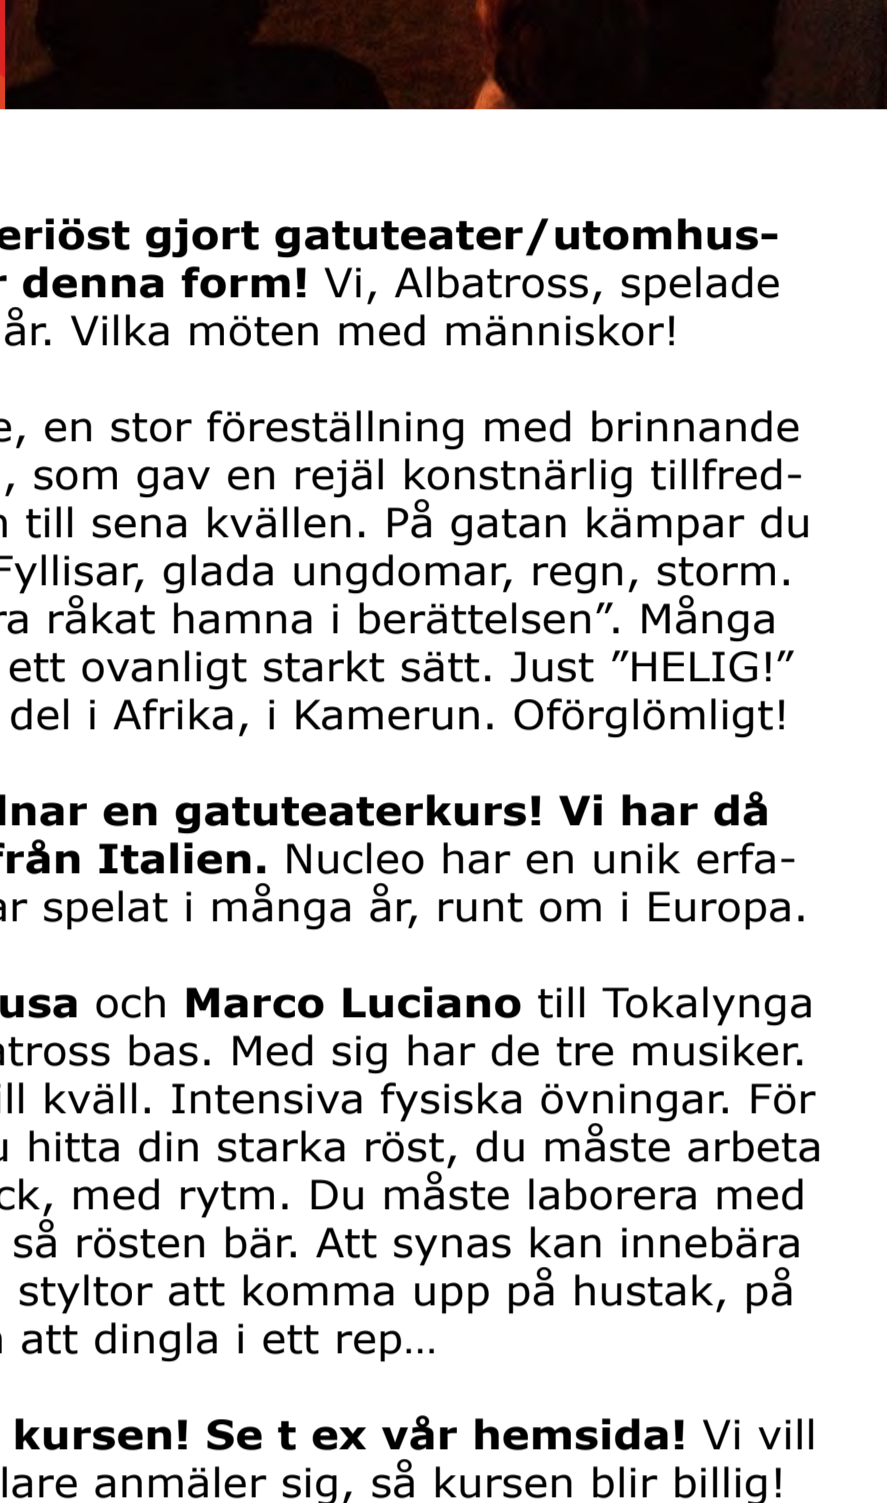 eriöst gjort gatuteater/utomhus-
r denna form! Vi, Albatross, spelade
år. Vilka möten med människor!
e, en stor föreställning med brinnande
, som gav en rejäl konstnärlig tillfred-
n till sena kvällen. På gatan kämpar du
Fyllisar, glada ungdomar, regn, storm.
ra råkat hamna i berättelsen”. Många
ett ovanligt starkt sätt. Just ”HELIG!”
del i Afrika, i Kamerun. Oförglömligt!
dnar en gatuteaterkurs! Vi har då
från Italien. Nucleo har en unik erfa-
ar spelat i många år, runt om i Europa.
usa och Marco Luciano till Tokalynga
atross bas. Med sig har de tre musiker.
ill kväll. Intensiva fysiska övningar. För
u hitta din starka röst, du måste arbeta
ck, med rytm. Du måste laborera med
så rösten bär. Att synas kan innebära
styltor att komma upp på hustak, på
att dingla i ett rep…
kursen! Se t ex vår hemsida! Vi vill
lare anmäler sig, så kursen blir billig!